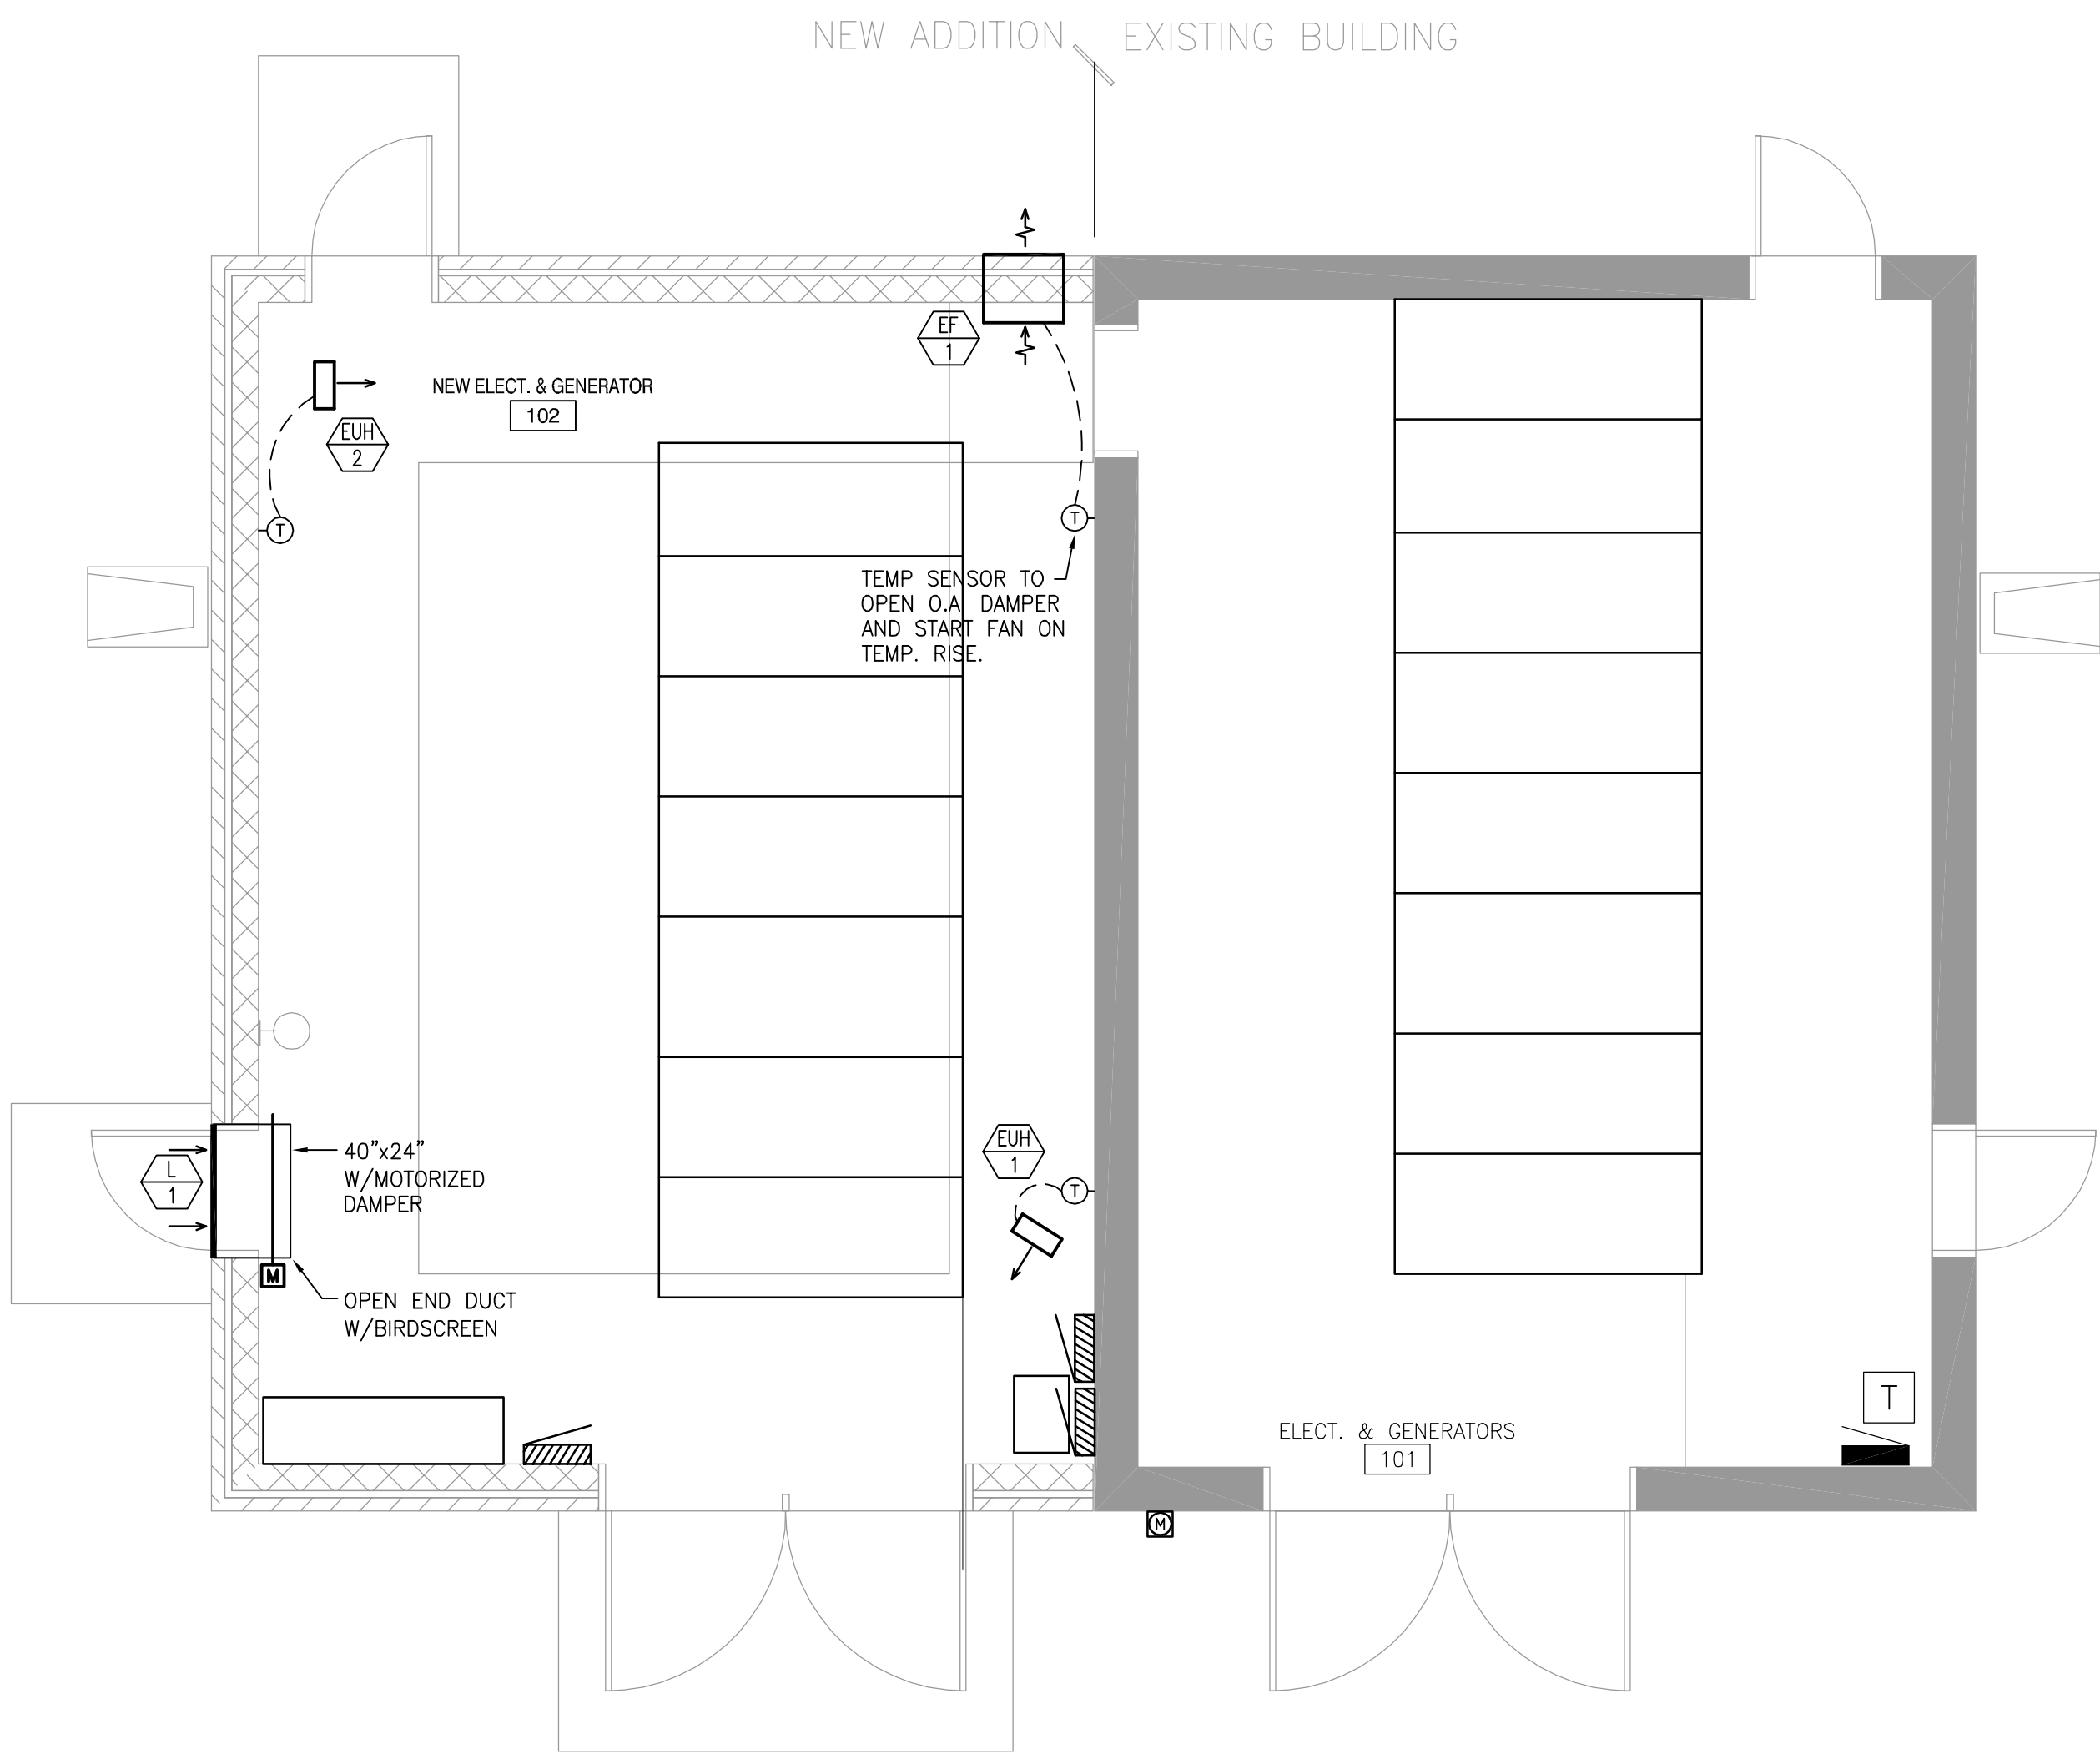 NEW ADDITION
EXISTING BUILDING
EF
1
NEW ELECT. & GENERATOR
102
EUH
2
T
T
TEMP SENSOR TO
OPEN O.A. DAMPER
AND START FAN ON
TEMP. RISE.
EUH
1
T
L
1
40"x24"
W/MOTORIZED
DAMPER
M
OPEN END DUCT
W/BIRDSCREEN
T
ELECT. & GENERATORS
101
M